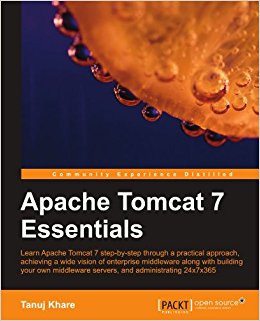 Community Experience Distilled
Apache Tomcat 7
Essentials
Learn Apache Tomcat 7 step-by-step through a practical approach,
achieving a wide vision of enterprise middleware along with building
your own middleware servers, and administrating 24x7x365
Tanuj Khare
PACKT
PUBLISHING
open source